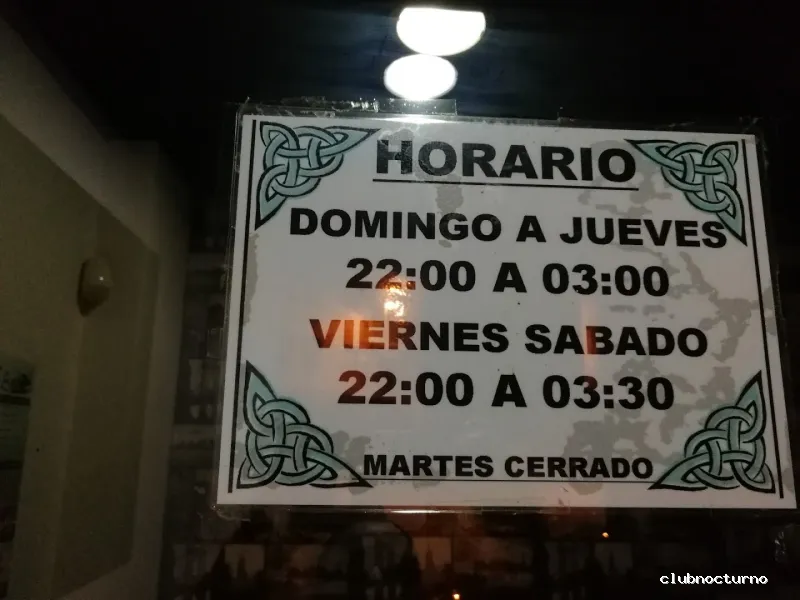 HORARIO
DOMINGO A JUEVES
22:00 A 03:00
VIERNES SABADO
22:00 A 03:30
MARTES CERRADO
clubnocturno